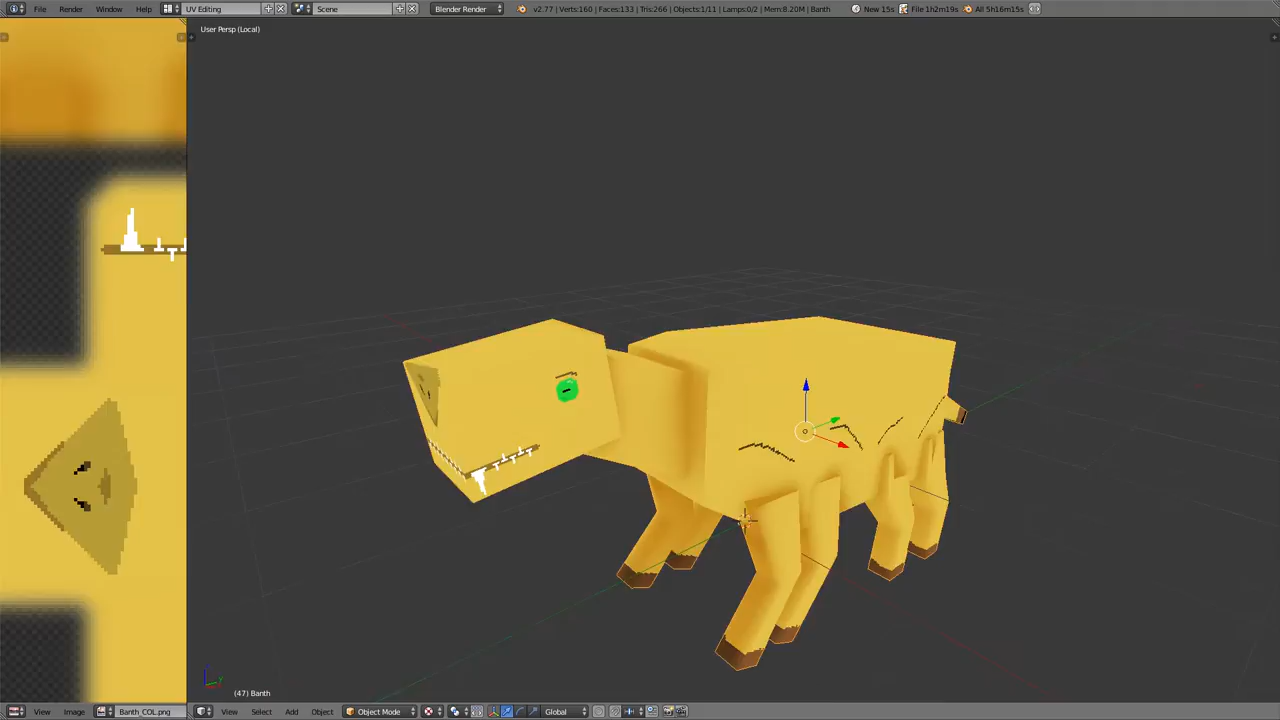 File Render Window Help UV Editing Scene Blender Render v2.77 | Verts:160 | Faces:133 | Tris:266 | Objects:1/11 | Lamps:0/2 | Mem:8.20M | Banth New 15s File 1h2m19s All 5h16m15s
User Persp (Local)
(47) Banth
View Image Banth_COL.png View Select Add Object Object Mode Global